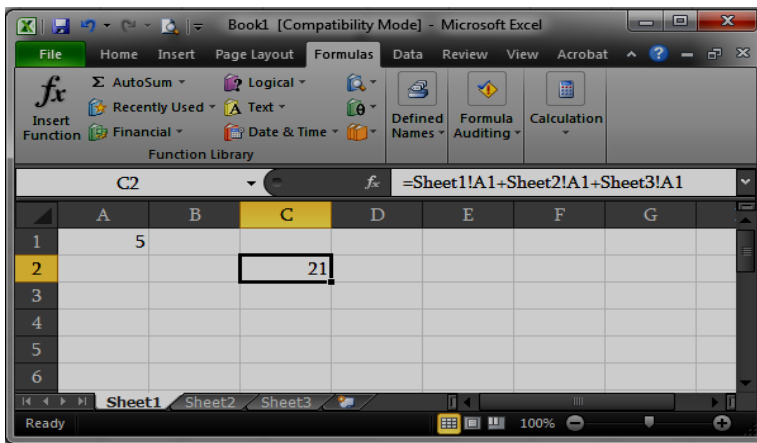 Book1 [Compatibility Mode] - Microsoft Excel
File Home Insert Page Layout Formulas Data Review View Acrobat
fx Insert Function
Σ AutoSum
Recently Used
Financial
Logical
Text
Date & Time
Defined Names
Formula Auditing
Calculation
Function Library
C2 fx =Sheet1!A1+Sheet2!A1+Sheet3!A1
A B C D E F G
1 5
2 21
3
4
5
6
Sheet1 Sheet2 Sheet3
Ready 100%